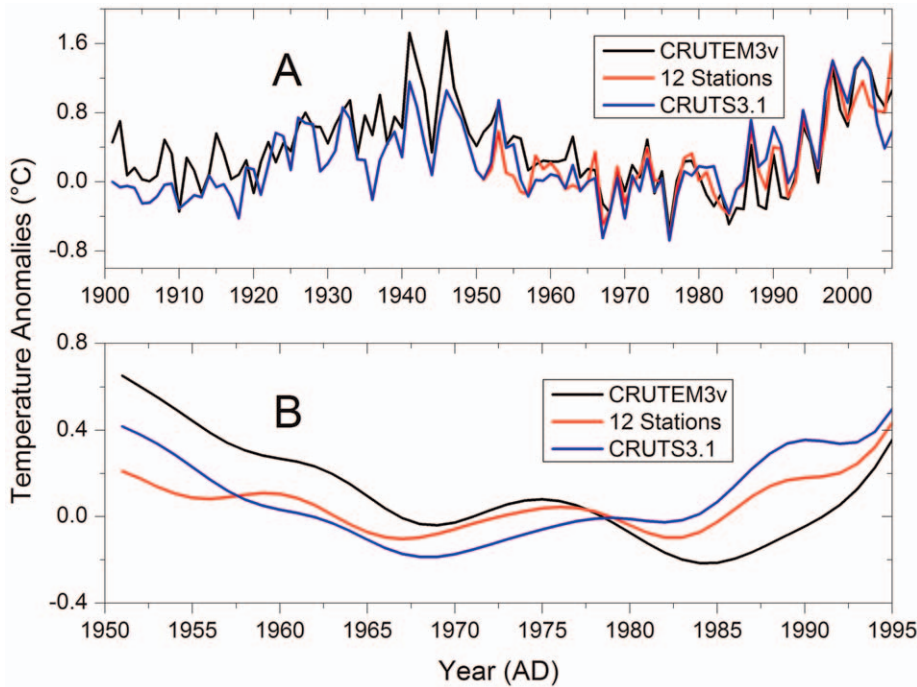 Temperature Anomalies (°C)
A
CRUTEM3v
12 Stations
CRUTS3.1
1.6
0.8
0.0
-0.8
1900 1910 1920 1930 1940 1950 1960 1970 1980 1990 2000
B
CRUTEM3v
12 Stations
CRUTS3.1
0.8
0.4
0.0
-0.4
1950 1955 1960 1965 1970 1975 1980 1985 1990 1995
Year (AD)